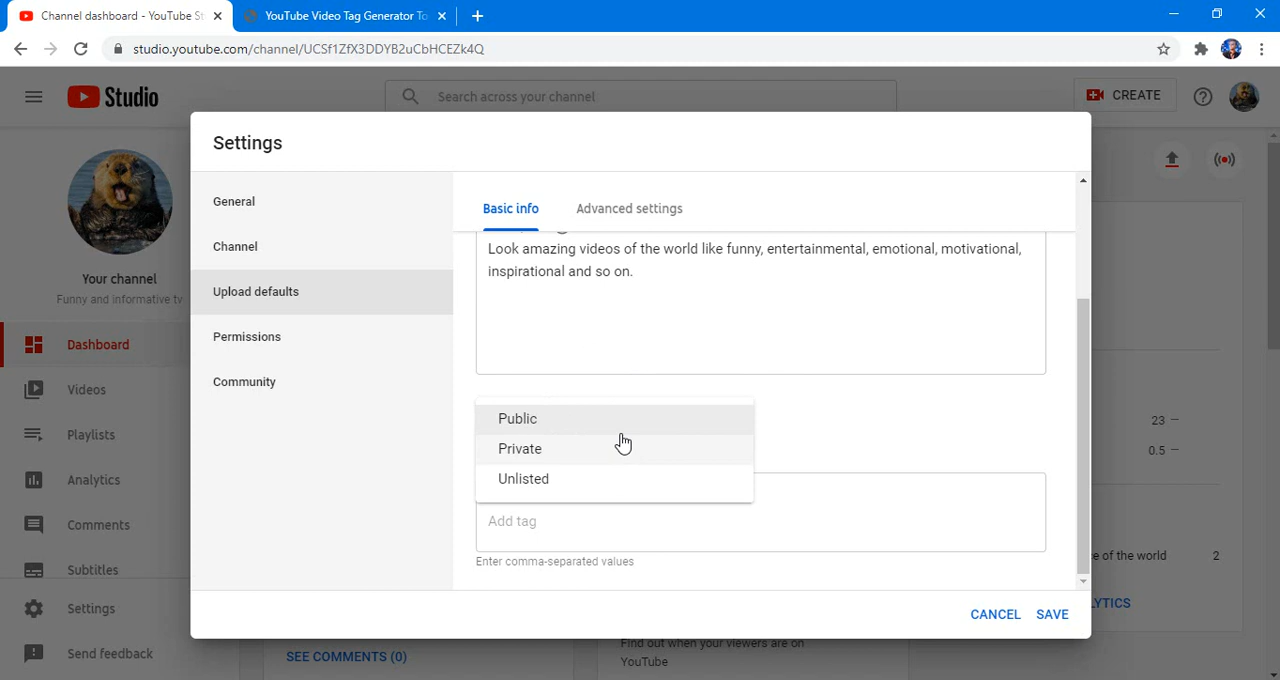 Channel dashboard - YouTube St
YouTube Video Tag Generator To
studio.youtube.com/channel/UCSf1ZfX3DDYB2uCbHCEZk4Q
Studio
Search across your channel
CREATE
Settings
General
Channel
Upload defaults
Permissions
Community
Basic info
Advanced settings
Look amazing videos of the world like funny, entertainmental, emotional, motivational,
inspirational and so on.
Public
Private
Unlisted
Add tag
Enter comma-separated values
CANCEL
SAVE
Your channel
Funny and informative tv
Dashboard
Videos
Playlists
Analytics
Comments
Subtitles
Settings
Send feedback
23 —
0.5 —
ce of the world 2
LYTICS
SEE COMMENTS (0)
Find out when your viewers are on
YouTube